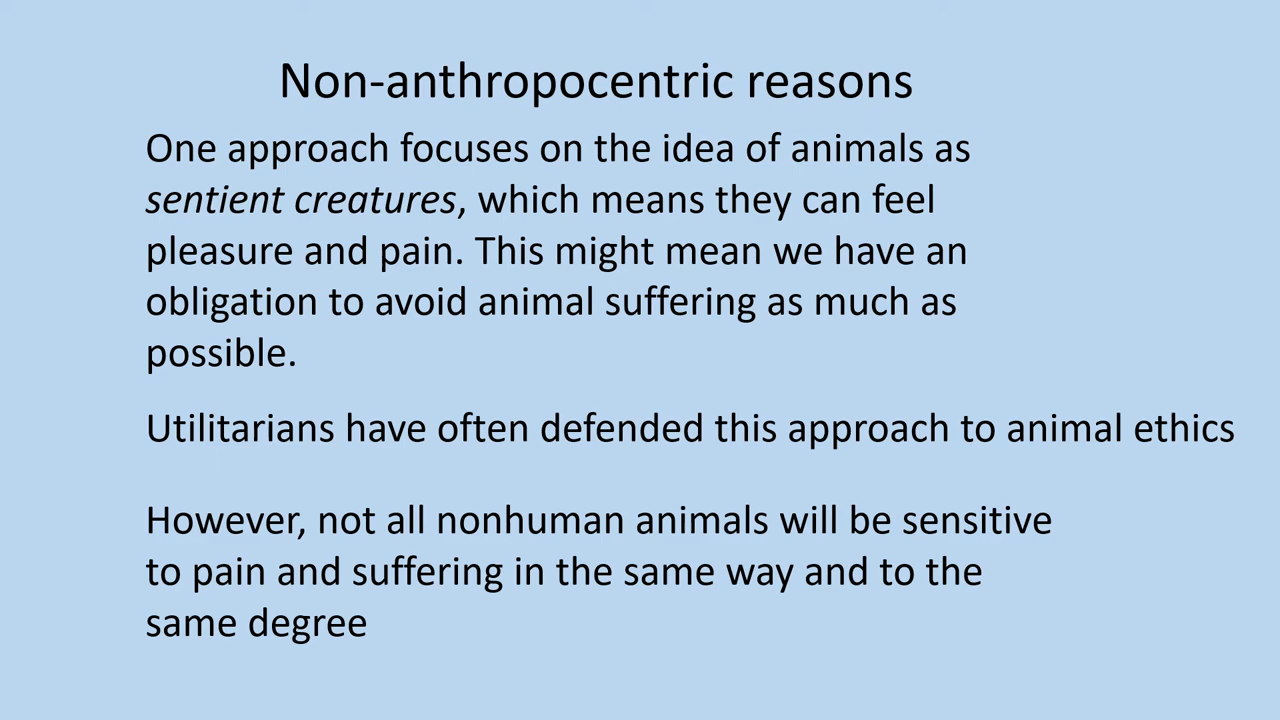 Non-anthropocentric reasons
One approach focuses on the idea of animals as
sentient creatures, which means they can feel
pleasure and pain. This might mean we have an
obligation to avoid animal suffering as much as
possible.
Utilitarians have often defended this approach to animal ethics
However, not all nonhuman animals will be sensitive
to pain and suffering in the same way and to the
same degree